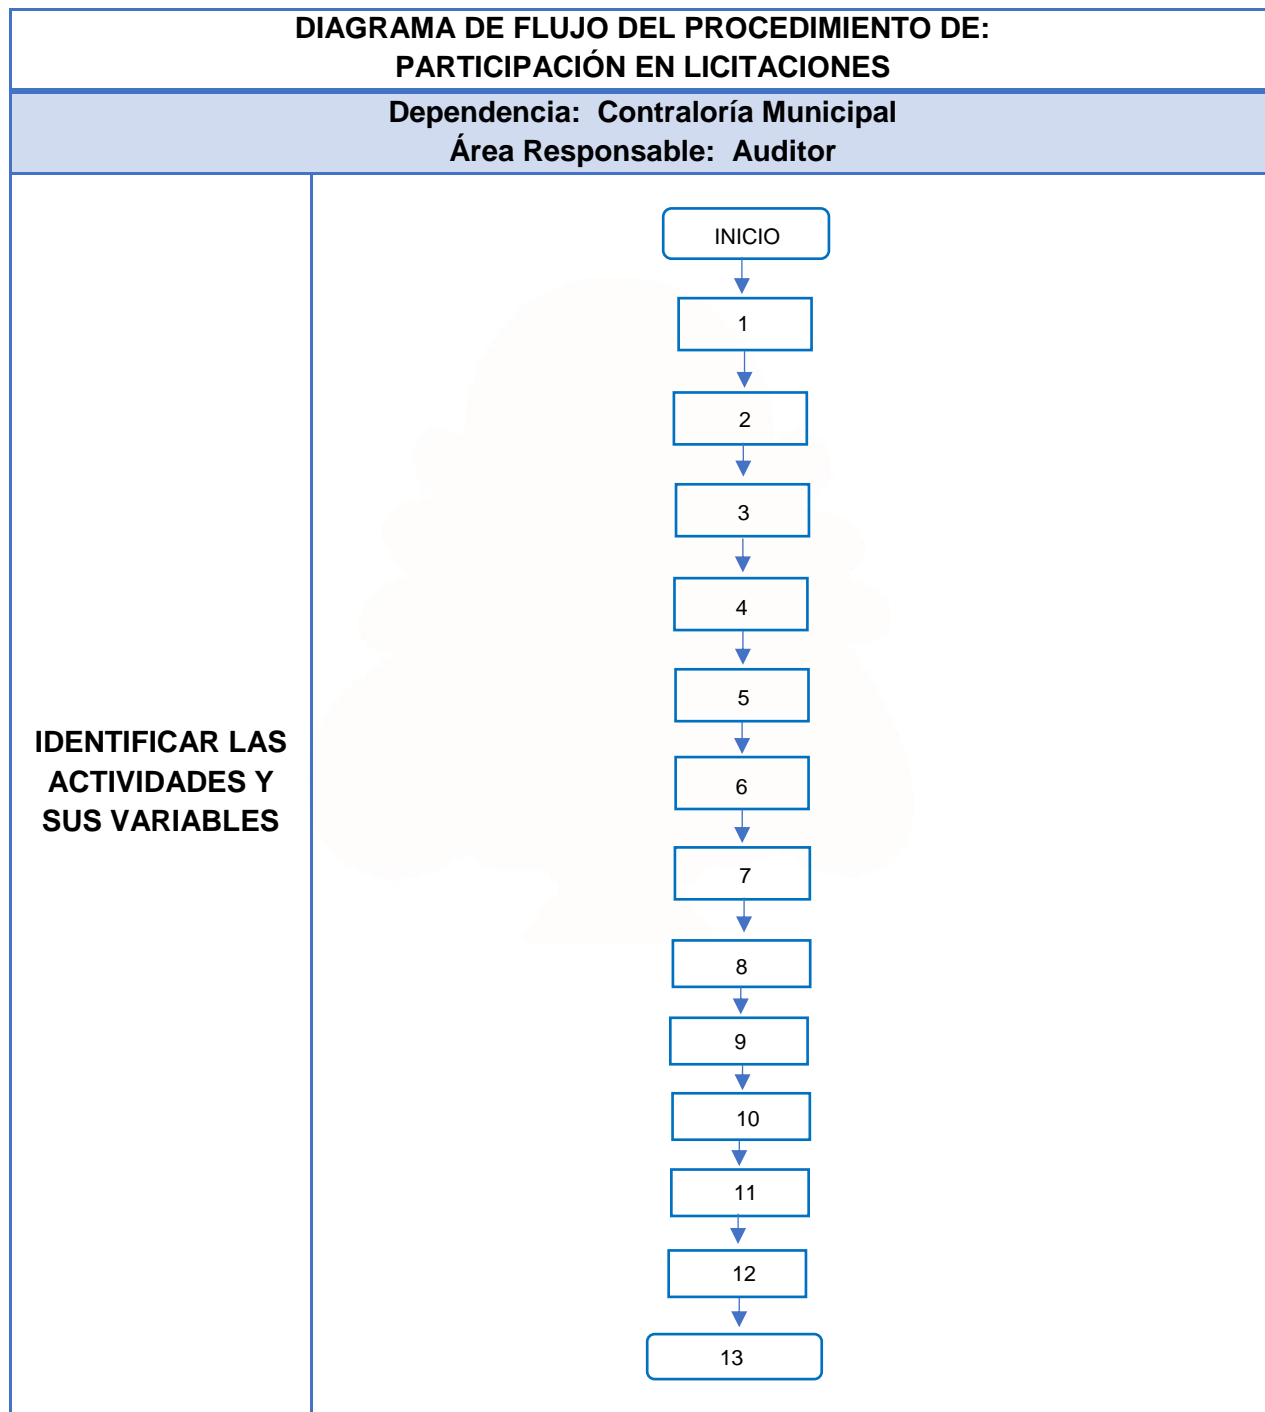 DIAGRAMA DE FLUJO DEL PROCEDIMIENTO DE:
PARTICIPACIÓN EN LICITACIONES
Dependencia: Contraloría Municipal
Área Responsable: Auditor
IDENTIFICAR LAS
ACTIVIDADES Y
SUS VARIABLES
INICIO
1
2
3
4
5
6
7
8
9
10
11
12
13